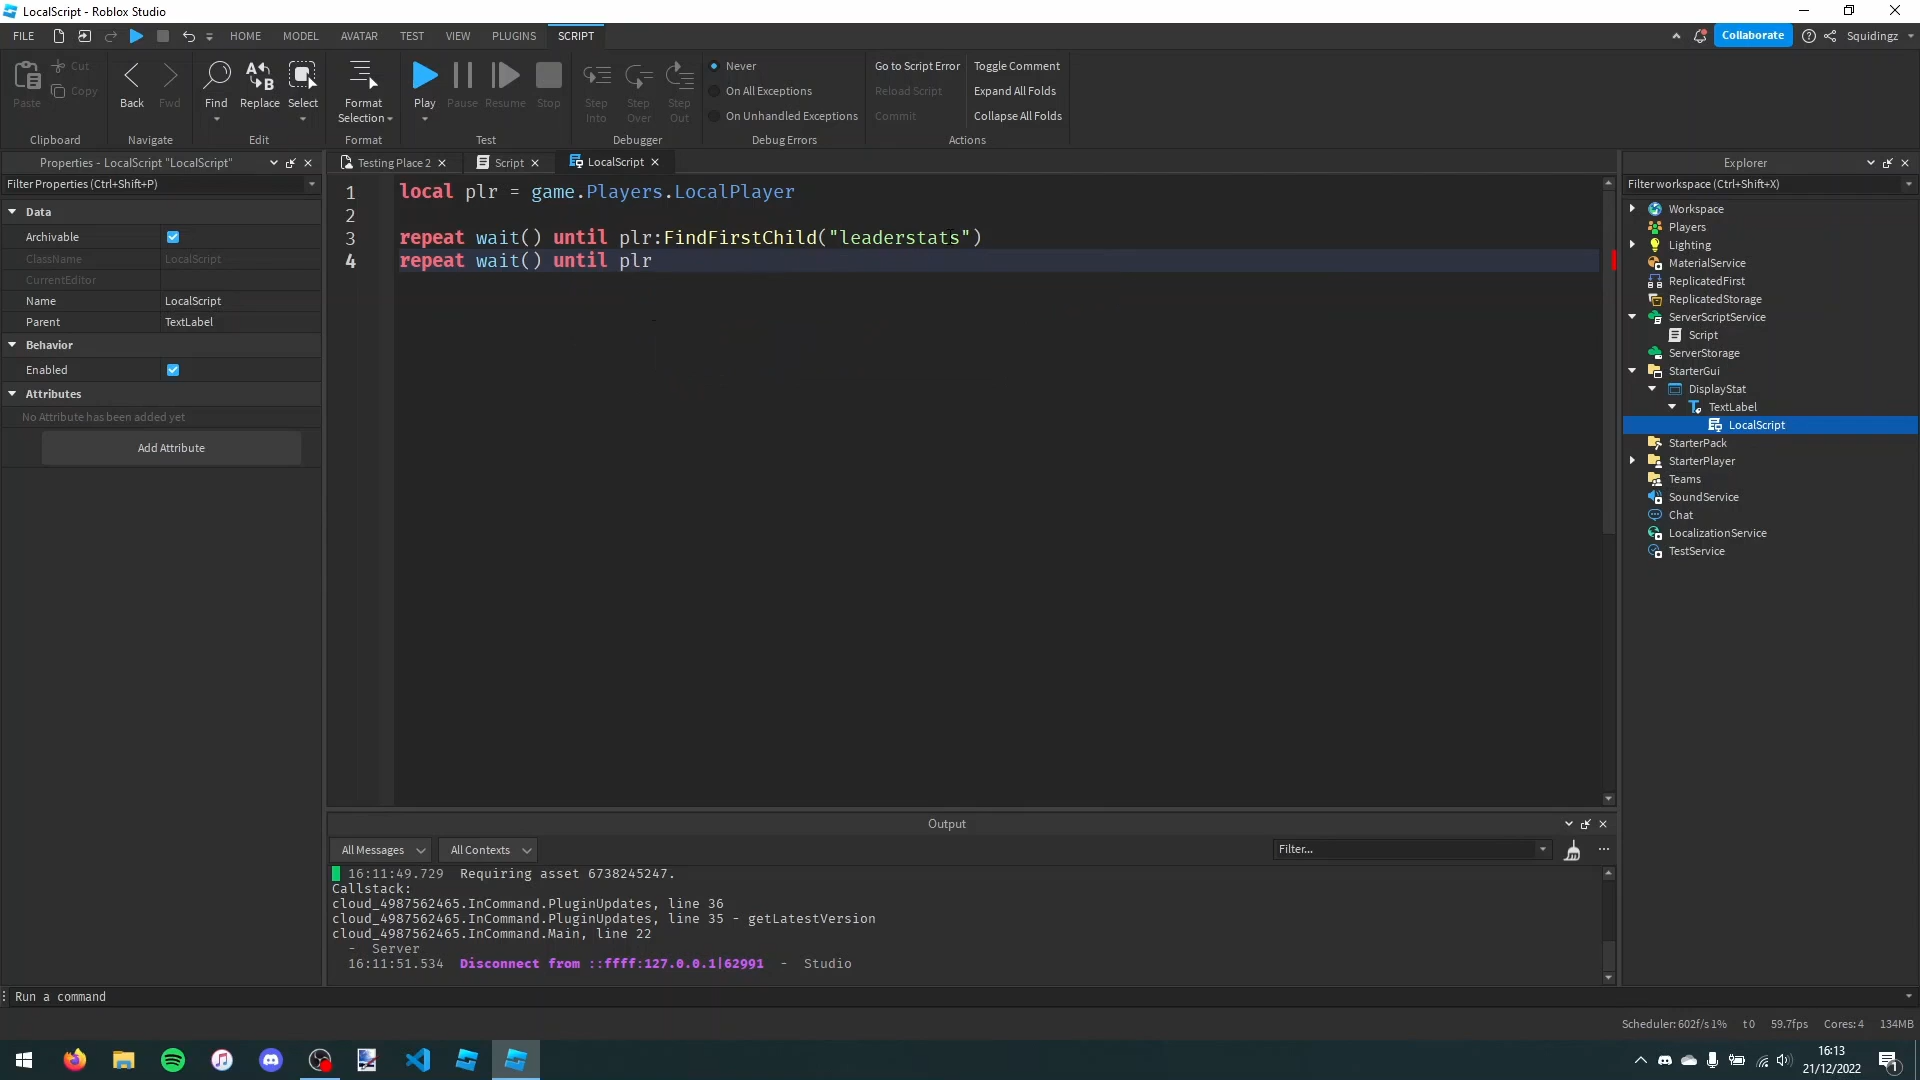 LocalScript - Roblox Studio
FILE HOME MODEL AVATAR TEST VIEW PLUGINS SCRIPT Collaborate Squidingz
Paste Cut Copy Clipboard
Back Fwd Navigate
Find Replace Select Edit
Format Selection Format
Play Pause Resume Stop Test
Step Into Step Over Step Out Debugger
Never
On All Exceptions
On Unhandled Exceptions
Debug Errors
Go to Script Error
Reload Script
Commit
Toggle Comment
Expand All Folds
Collapse All Folds
Actions
Properties - LocalScript "LocalScript"
Filter Properties (Ctrl+Shift+P)
Data
Archivable
ClassName LocalScript
CurrentEditor
Name LocalScript
Parent TextLabel
Behavior
Enabled
Attributes
No Attribute has been added yet
Add Attribute
Testing Place 2 Script LocalScript
1 local plr = game.Players.LocalPlayer
2
3 repeat wait() until plr:FindFirstChild("leaderstats")
4 repeat wait() until plr
Output
All Messages All Contexts Filter...
16:11:49.729 Requiring asset 6738245247.
Callstack:
cloud_4987562465.InCommand.PluginUpdates, line 36
cloud_4987562465.InCommand.PluginUpdates, line 35 - getLatestVersion
cloud_4987562465.InCommand.Main, line 22
- Server
16:11:51.534 Disconnect from ::ffff:127.0.0.1|62991 - Studio
Explorer
Filter workspace (Ctrl+Shift+X)
Workspace
Players
Lighting
MaterialService
ReplicatedFirst
ReplicatedStorage
ServerScriptService
Script
ServerStorage
StarterGui
DisplayStat
TextLabel
LocalScript
StarterPack
StarterPlayer
Teams
SoundService
Chat
LocalizationService
TestService
Run a command
Scheduler: 602f/s 1% t 0 59.7fps Cores: 4 134MB
16:13
21/12/2022
1